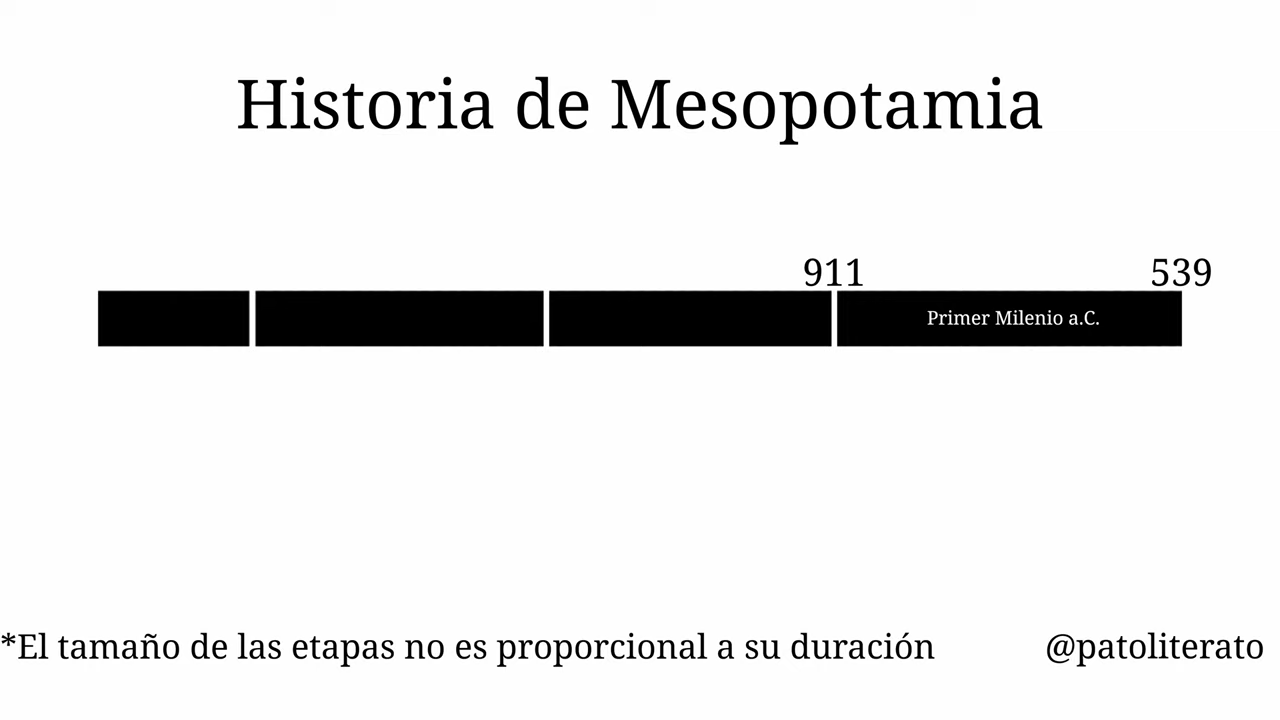 Historia de Mesopotamia
911 539
Primer Milenio a.C.
*El tamaño de las etapas no es proporcional a su duración @patoliterato